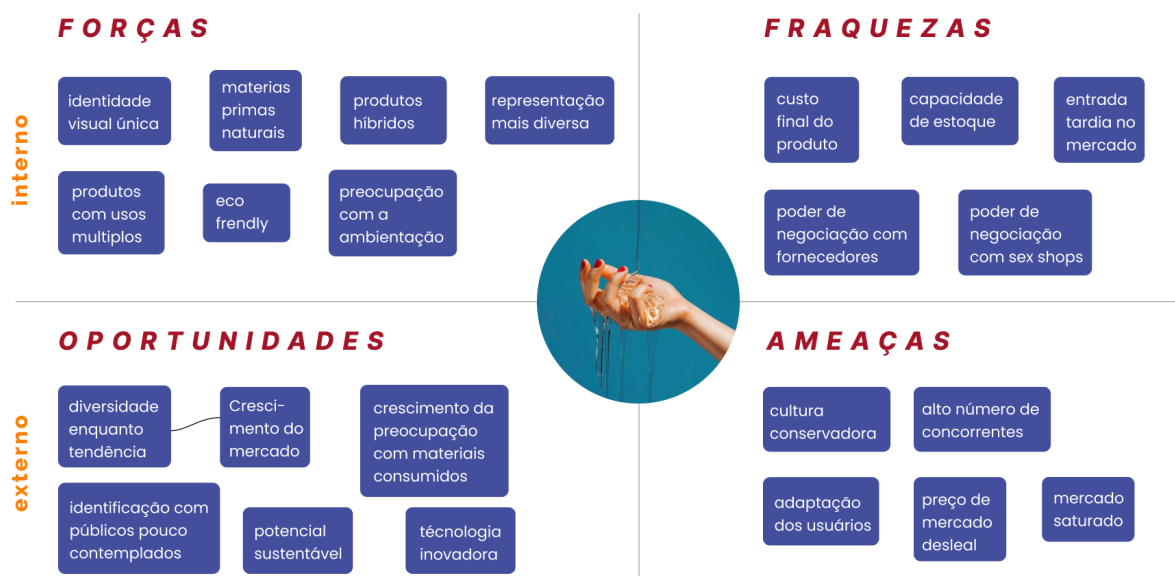 FORÇAS
interno
identidade
visual única
materias
primas
naturais
produtos
híbridos
representação
mais diversa
produtos
com usos
multiplos
eco
frendly
preocupação
com a
ambientação
FRAQUEZAS
custo
final do
produto
capacidade
de estoque
entrada
tardia no
mercado
poder de
negociação com
fornecedores
poder de
negociação
com sex shops
OPORTUNIDADES
externo
diversidade
enquanto
tendência
Cresci-
mento do
mercado
crescimento da
preocupação
com materiais
consumidos
identificação com
públicos pouco
contemplados
potencial
sustentável
técnologia
inovadora
AMEAÇAS
cultura
conservadora
alto número de
concorrentes
adaptação
dos usuários
preço de
mercado
desleal
mercado
saturado